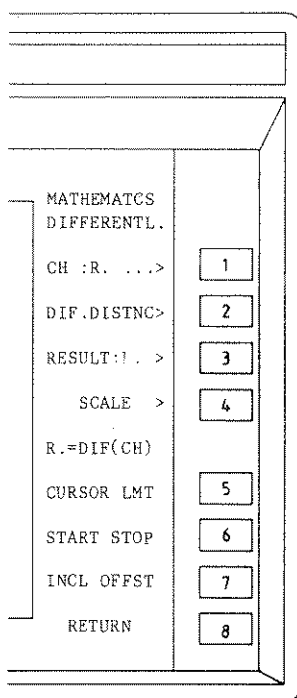 MATHEMATCS
DIFFERENTL.
CH :R. ...> 1
DIF.DISTNC> 2
RESULT: . > 3
SCALE > 4
R.=DIF(CH)
CURSOR LMT 5
START STOP 6
INCL OFFST 7
RETURN 8